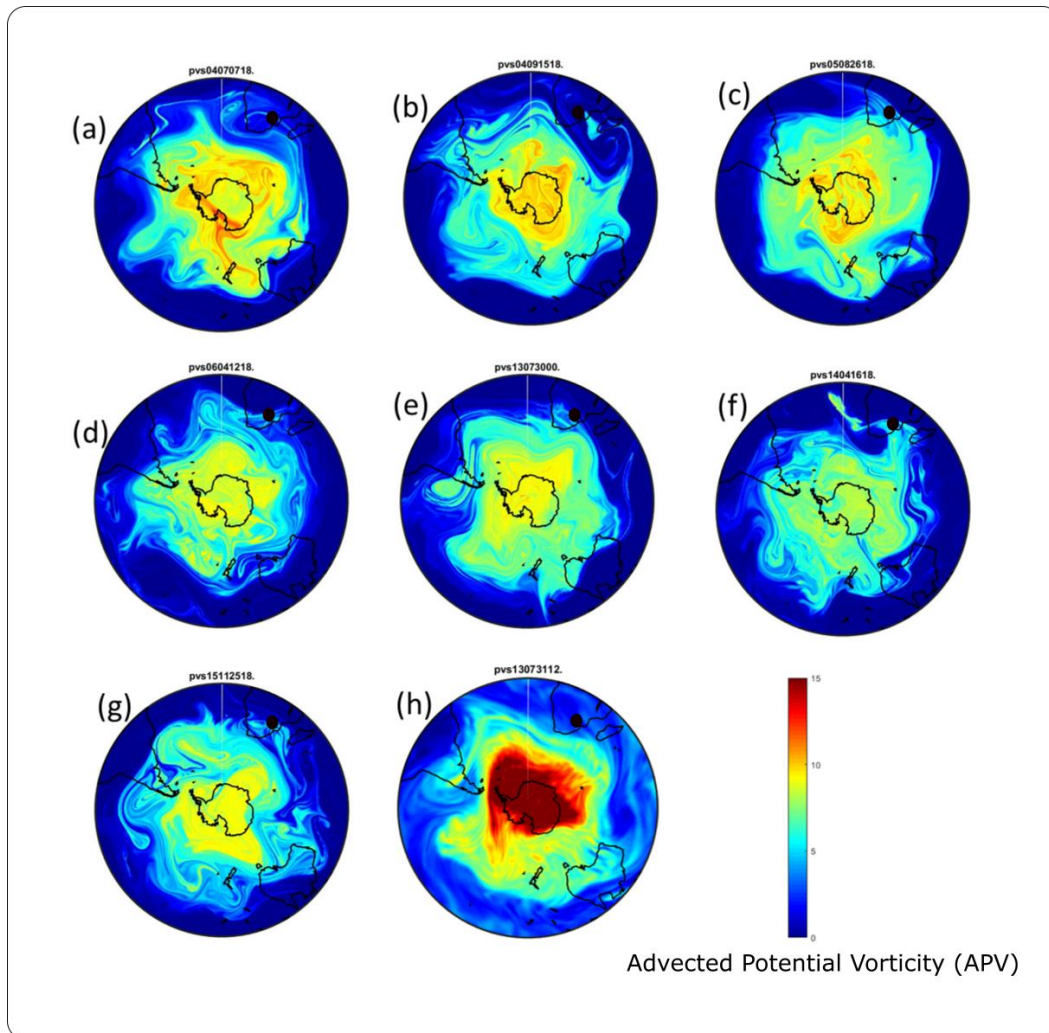 pvs04070718.
(a)
pvs04091518.
(b)
pvs05082618.
(c)
pvs06041218.
(d)
pvs13073000.
(e)
pvs14041618.
(f)
pvs15112518.
(g)
pvs13073112.
(h)
15
10
5
0
Advected Potential Vorticity (APV)